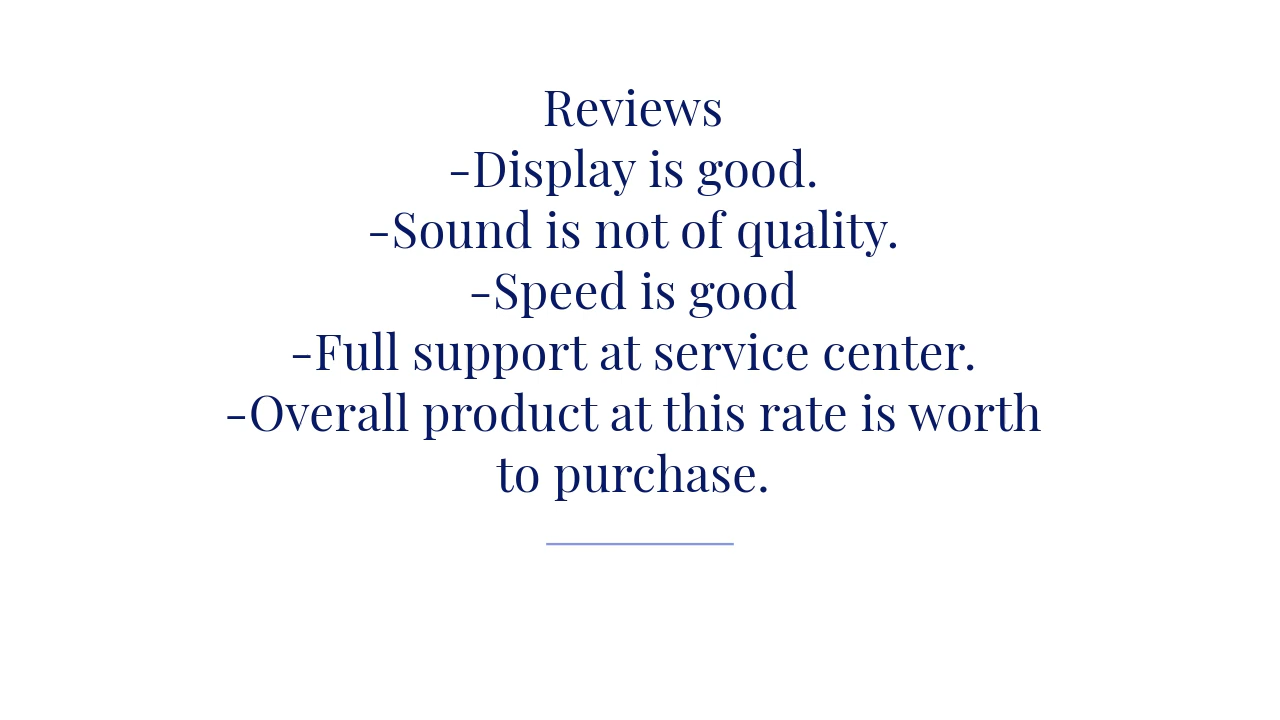 Reviews
-Display is good.
-Sound is not of quality.
-Speed is good
-Full support at service center.
-Overall product at this rate is worth
to purchase.